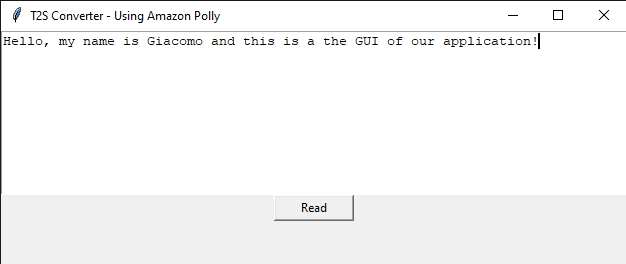 T2S Converter - Using Amazon Polly
Hello, my name is Giacomo and this is a the GUI of our application!
Read